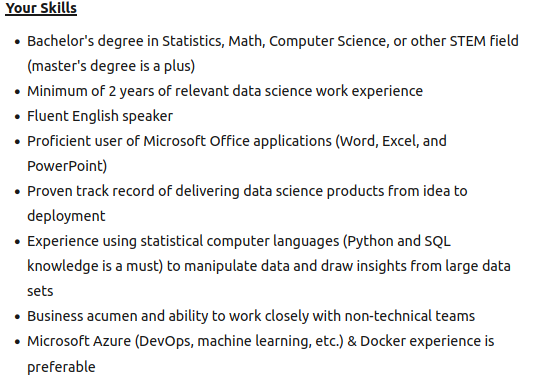 Your Skills
• Bachelor's degree in Statistics, Math, Computer Science, or other STEM field
(master's degree is a plus)
• Minimum of 2 years of relevant data science work experience
• Fluent English speaker
• Proficient user of Microsoft Office applications (Word, Excel, and
PowerPoint)
• Proven track record of delivering data science products from idea to
deployment
• Experience using statistical computer languages (Python and SQL
knowledge is a must) to manipulate data and draw insights from large data
sets
• Business acumen and ability to work closely with non-technical teams
• Microsoft Azure (DevOps, machine learning, etc.) & Docker experience is
preferable